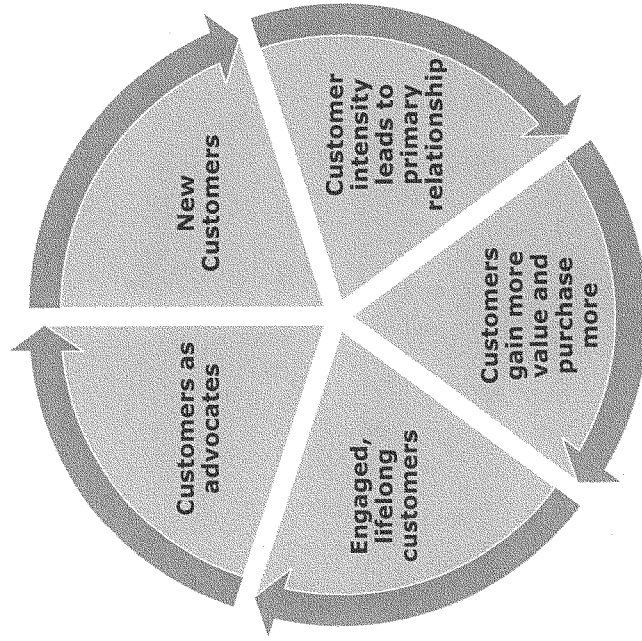 New
Customers
Customer
intensity
leads to
primary
relationship
Customers
gain more
value and
purchase
more
Engaged,
lifelong
customers
Customers as
advocates